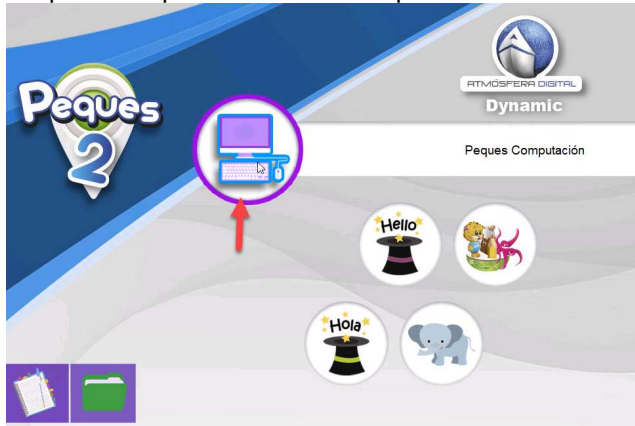 Peques
2
ATMÓSFERA DIGITAL
Dynamic
Peques Computación
Hello
Hola